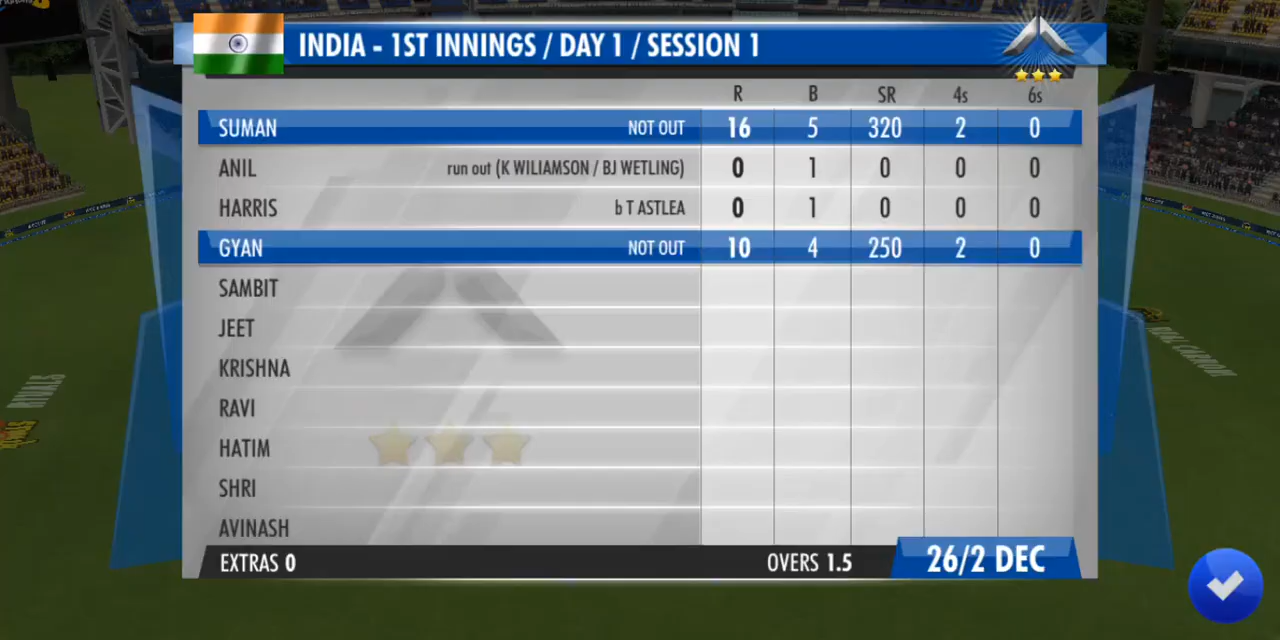 INDIA - 1ST INNINGS / DAY 1 / SESSION 1
R B SR 4s 6s
SUMAN NOT OUT 16 5 320 2 0
ANIL run out (K WILIAMSON / BJ WETLING) 0 1 0 0 0
HARRIS b T ASTLEA 0 1 0 0 0
GYAN NOT OUT 10 4 250 2 0
SAMBIT
JEET
KRISHNA
RAVI
HATIM
SHRI
AVINASH
EXTRAS 0 OVERS 1.5 26/2 DEC
RIVALS